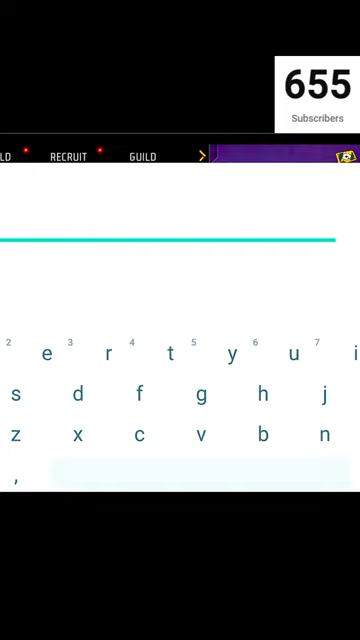 655
Subscribers
LD RECRUIT GUILD
2 3 4 5 6 7
e r t y u i
s d f g h j
z x c v b n
,